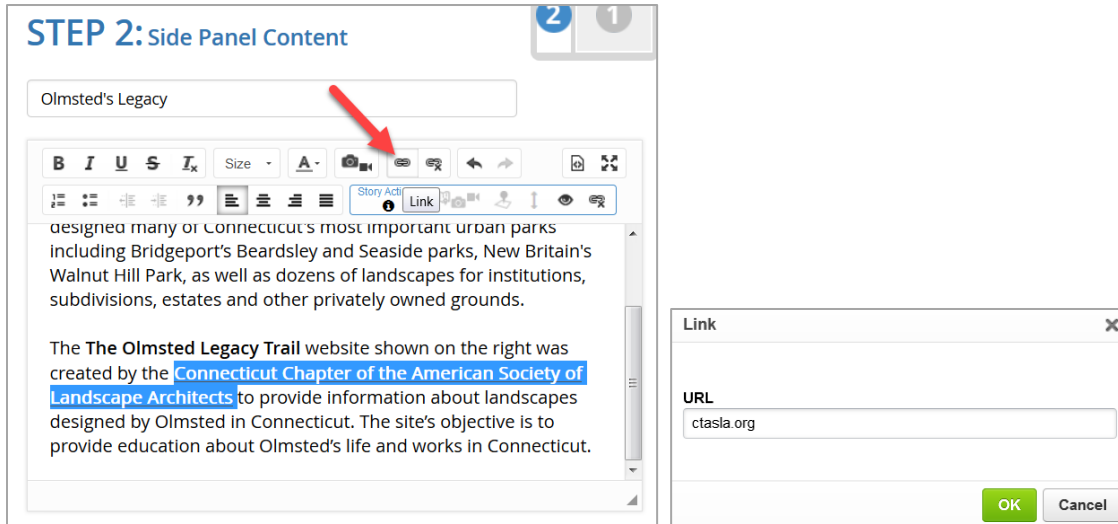 STEP 2: Side Panel Content
2 1
Olmsted's Legacy
B I U S Ix Size A
Story Acti
Link
designed many of Connecticut's most important urban parks
including Bridgeport’s Beardsley and Seaside parks, New Britain's
Walnut Hill Park, as well as dozens of landscapes for institutions,
subdivisions, estates and other privately owned grounds.
The The Olmsted Legacy Trail website shown on the right was
created by the Connecticut Chapter of the American Society of
Landscape Architects to provide information about landscapes
designed by Olmsted in Connecticut. The site’s objective is to
provide education about Olmsted’s life and works in Connecticut.
Link
URL
ctasla.org
OK Cancel